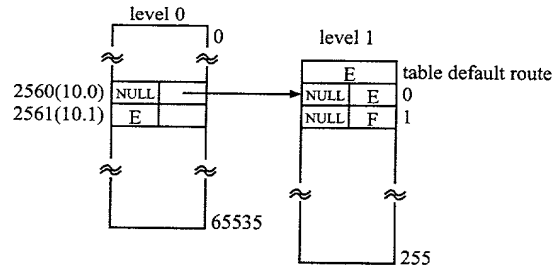 level 0
0
level 1
E table default route
2560(10.0) NULL NULL E 0
2561(10.1) E NULL F 1
65535
255